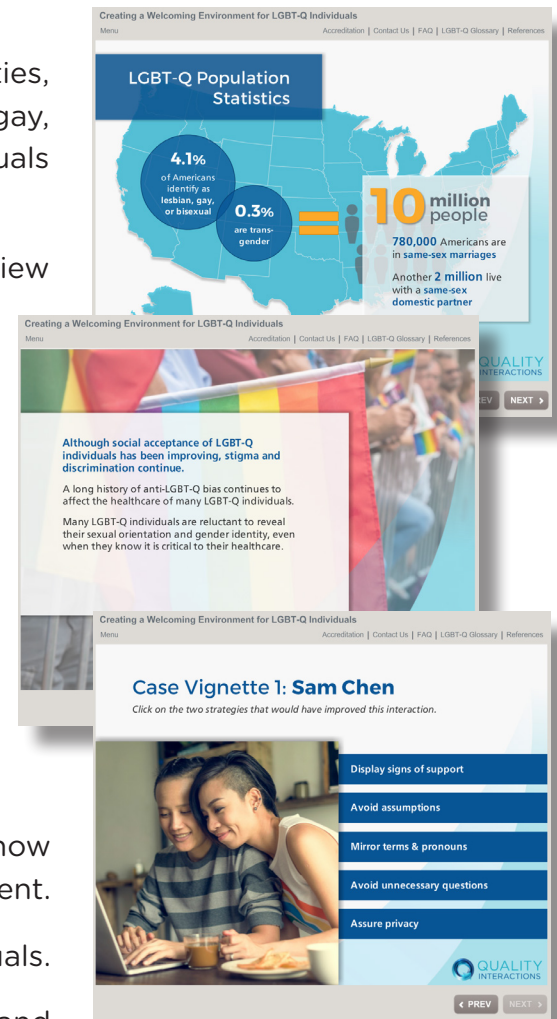 ties,
gay,
uals
iew
now
ent.
uals.
and
Creating a Welcoming Environment for LGBT-Q Individuals
Menu
Accreditation | Contact Us | FAQ | LGBT-Q Glossary | References
LGBT-Q Population
Statistics
4.1%
of Americans
identify as
lesbian, gay,
or bisexual
0.3%
are trans-
gender
=
10 million
people
780,000 Americans are
in same-sex marriages
Another 2 million live
with a same-sex
domestic partner
QUALITY
INTERACTIONS
EV
NEXT >
Creating a Welcoming Environment for LGBT-Q Individuals
Menu
Accreditation | Contact Us | FAQ | LGBT-Q Glossary | References
Although social acceptance of LGBT-Q
individuals has been improving, stigma and
discrimination continue.
A long history of anti-LGBT-Q bias continues to
affect the healthcare of many LGBT-Q individuals.
Many LGBT-Q individuals are reluctant to reveal
their sexual orientation and gender identity, even
when they know it is critical to their healthcare.
Creating a Welcoming Environment for LGBT-Q Individuals
Menu
Accreditation | Contact Us | FAQ | LGBT-Q Glossary | References
Case Vignette 1: Sam Chen
Click on the two strategies that would have improved this interaction.
Display signs of support
Avoid assumptions
Mirror terms & pronouns
Avoid unnecessary questions
Assure privacy
QUALITY
INTERACTIONS
< PREV
NEXT >